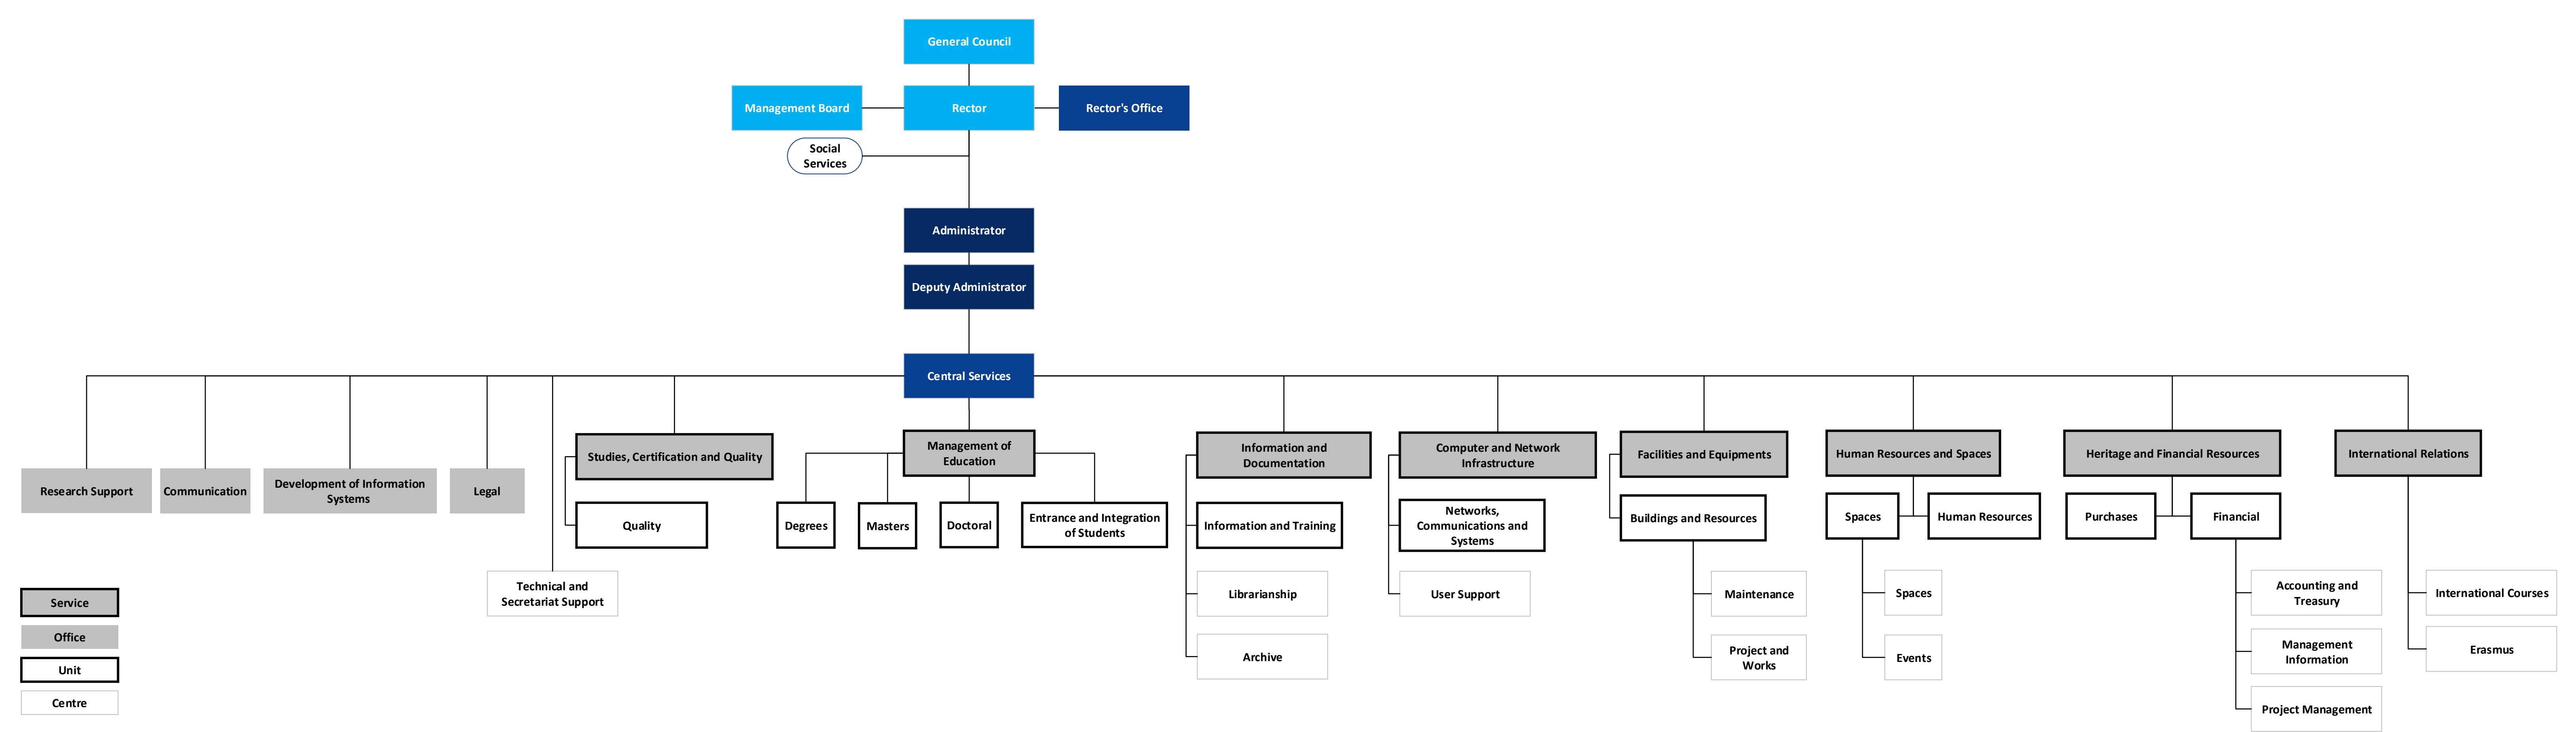 General Council
Management Board
Rector
Rector's Office
Social
Services
Administrator
Deputy Administrator
Central Services
Research Support
Communication
Development of Information
Systems
Legal
Technical and
Secretariat Support
Studies, Certification and Quality
Quality
Management of
Education
Degrees
Masters
Doctoral
Entrance and Integration
of Students
Information and
Documentation
Information and Training
Librarianship
Archive
Computer and Network
Infrastructure
Networks,
Communications and
Systems
User Support
Facilities and Equipments
Buildings and Resources
Maintenance
Project and
Works
Human Resources and Spaces
Spaces
Human Resources
Spaces
Events
Heritage and Financial Resources
Purchases
Financial
Accounting and
Treasury
Management
Information
Project Management
International Relations
International Courses
Erasmus
Service
Office
Unit
Centre